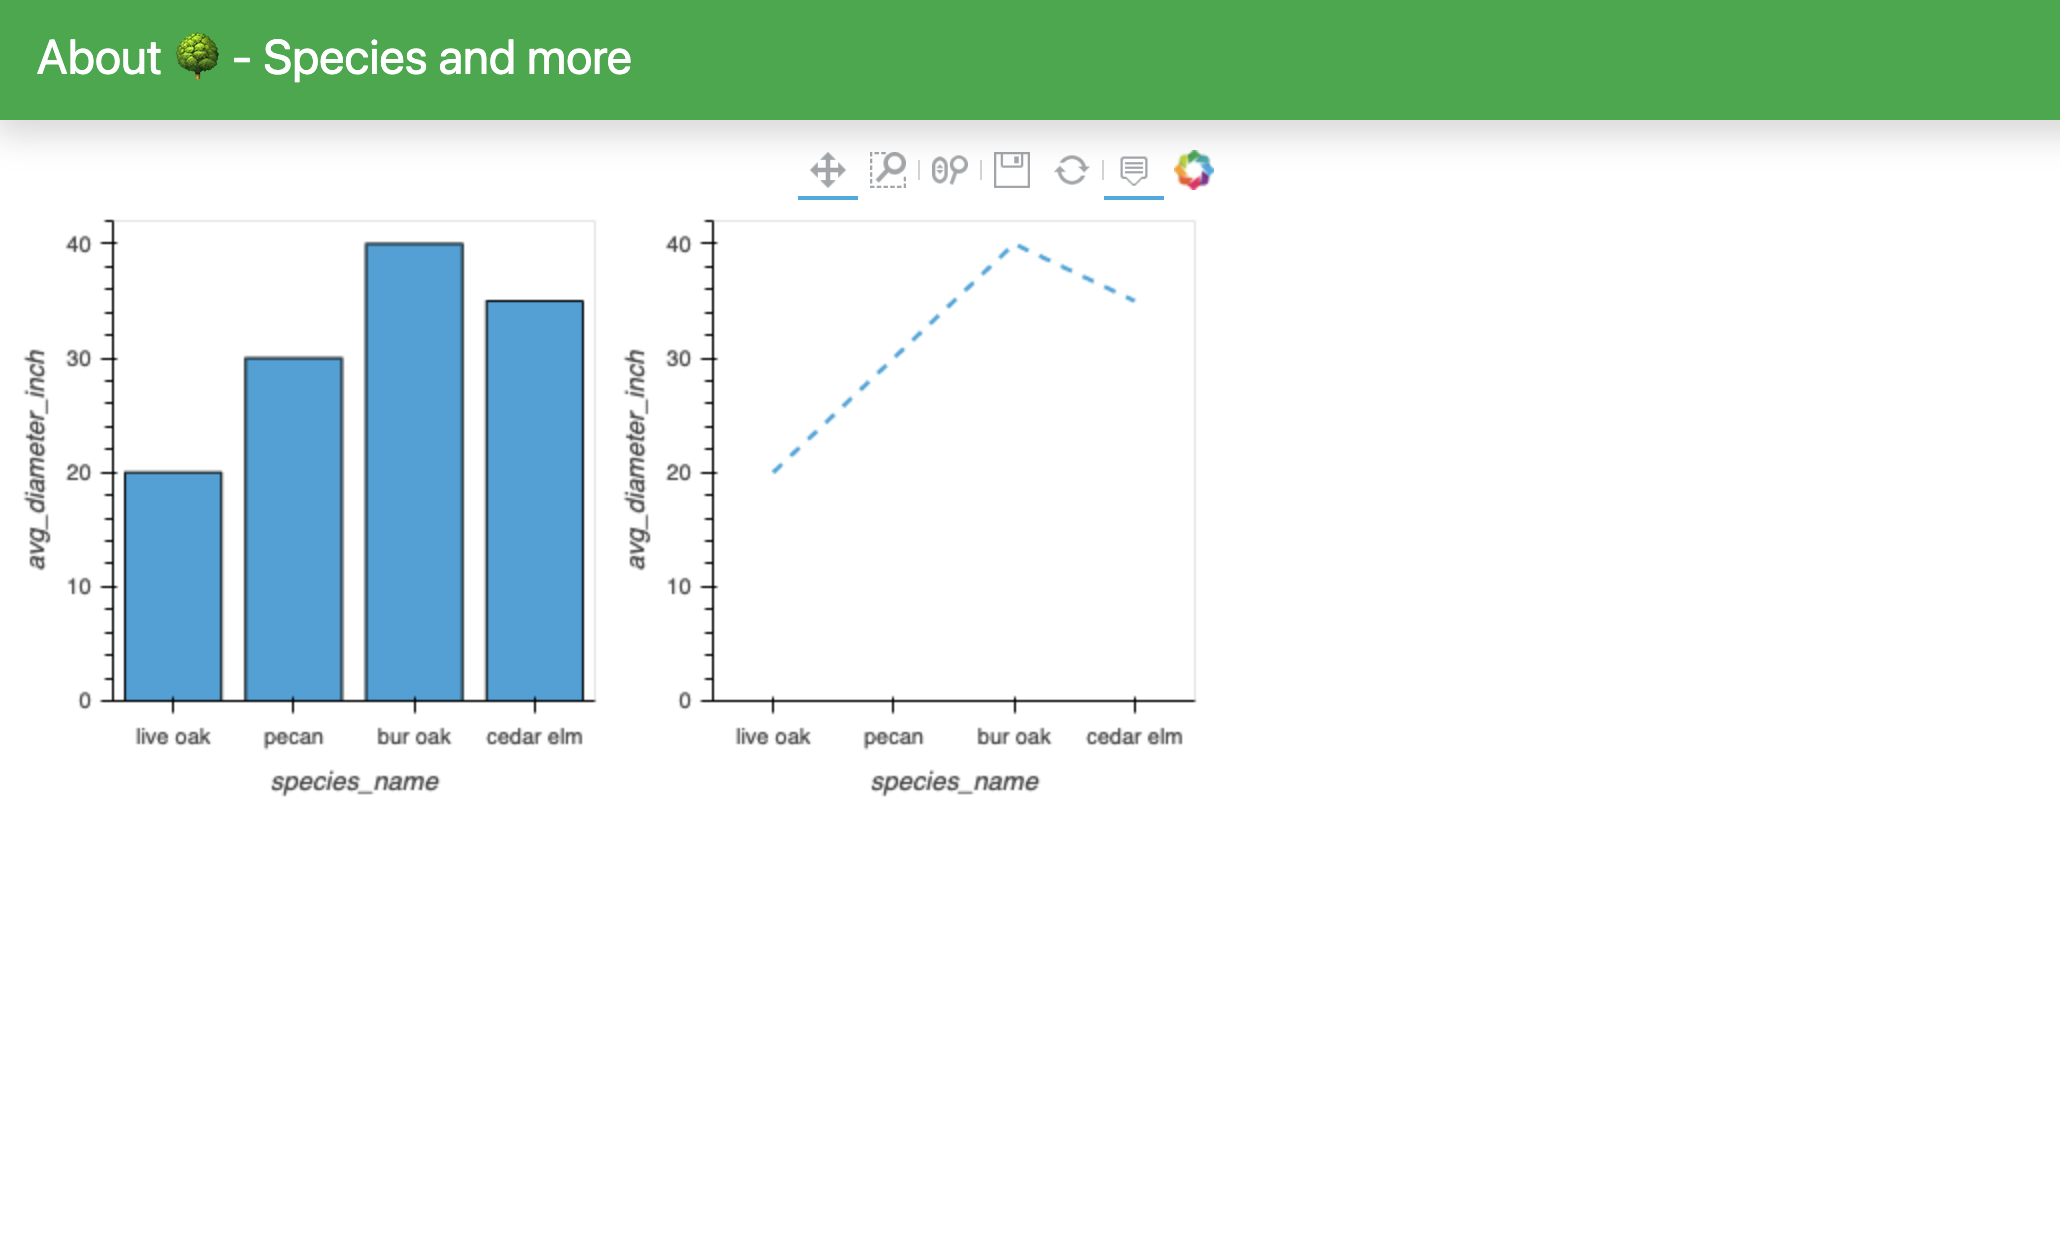 About 🌳 - Species and more
40
30
20
10
0
avg_diameter_inch
live oak pecan bur oak cedar elm
species_name
40
30
20
10
0
avg_diameter_inch
live oak pecan bur oak cedar elm
species_name